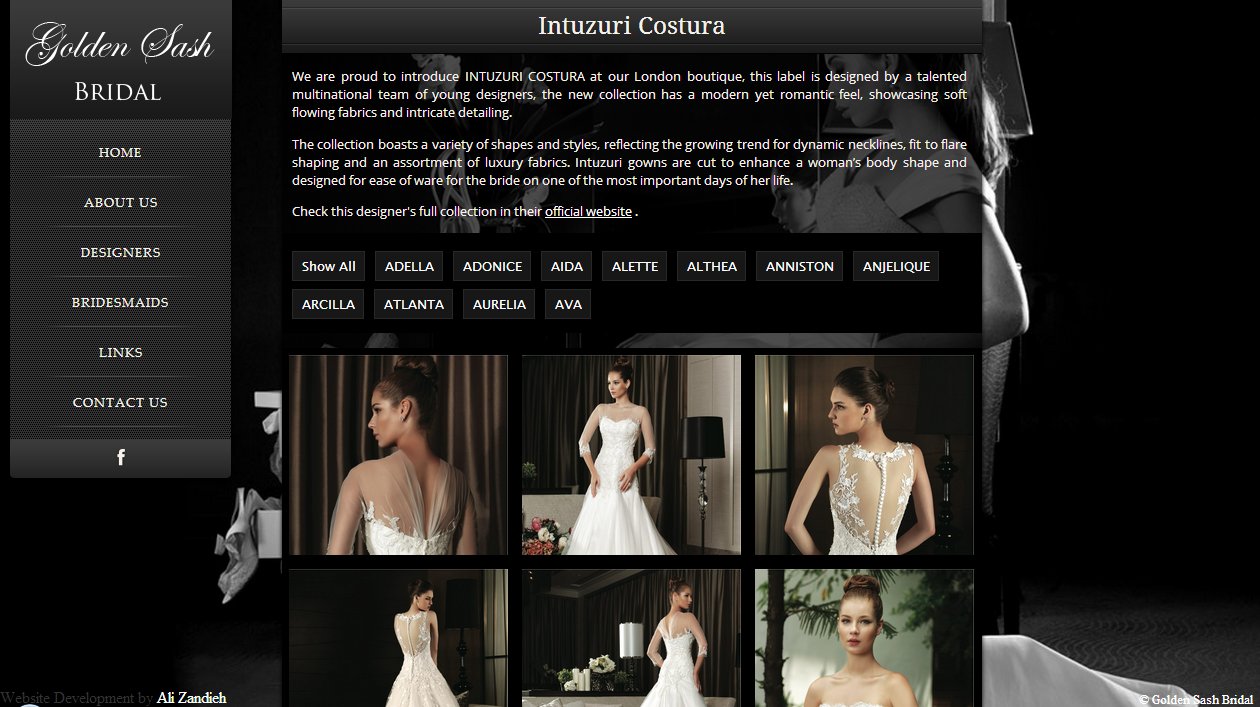 Golden Sash
BRIDAL
HOME
ABOUT US
DESIGNERS
BRIDESMAIDS
LINKS
CONTACT US
f
Intuzuri Costura
We are proud to introduce INTUZURI COSTURA at our London boutique, this label is designed by a talented
multinational team of young designers, the new collection has a modern yet romantic feel, showcasing soft
flowing fabrics and intricate detailing.
The collection boasts a variety of shapes and styles, reflecting the growing trend for dynamic necklines, fit to flare
shaping and an assortment of luxury fabrics. Intuzuri gowns are cut to enhance a woman's body shape and
designed for ease of ware for the bride on one of the most important days of her life.
Check this designer's full collection in their official website .
Show All ADELLA ADONICE AIDA ALETTE ALTHEA ANNISTON ANJELIQUE
ARCILLA ATLANTA AURELIA AVA
Website Development by Ali Zandieh
© Golden Sash Bridal